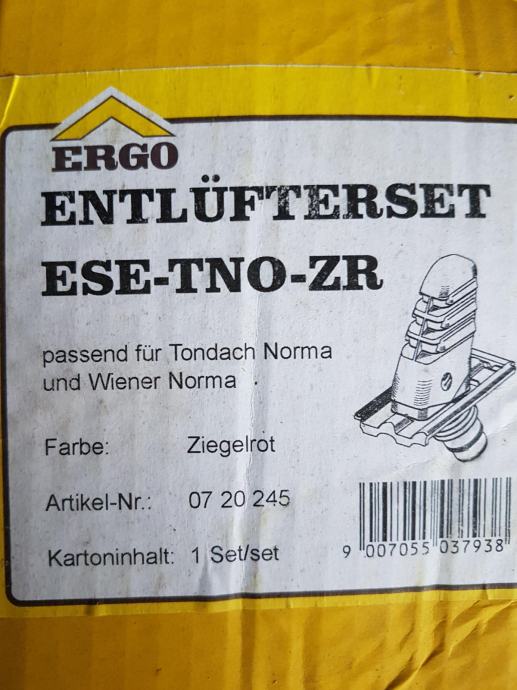 ERGO
ENTLÜFTERSET
ESE-TNO-ZR
passend für Tondach Norma
und Wiener Norma
Farbe: Ziegelrot
Artikel-Nr.: 07 20 245
Kartoninhalt: 1 Set/set
9 007055 037938